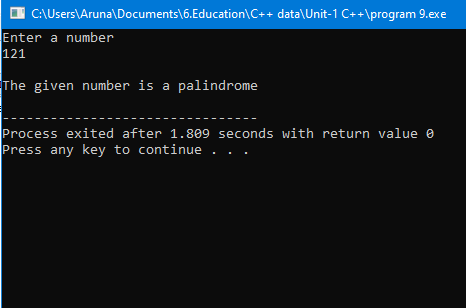 C:\Users\Aruna\Documents\6.Education\C++ data\Unit-1 C++\program 9.exe
Enter a number
121
The given number is a palindrome
--------------------------------
Process exited after 1.809 seconds with return value 0
Press any key to continue . . .